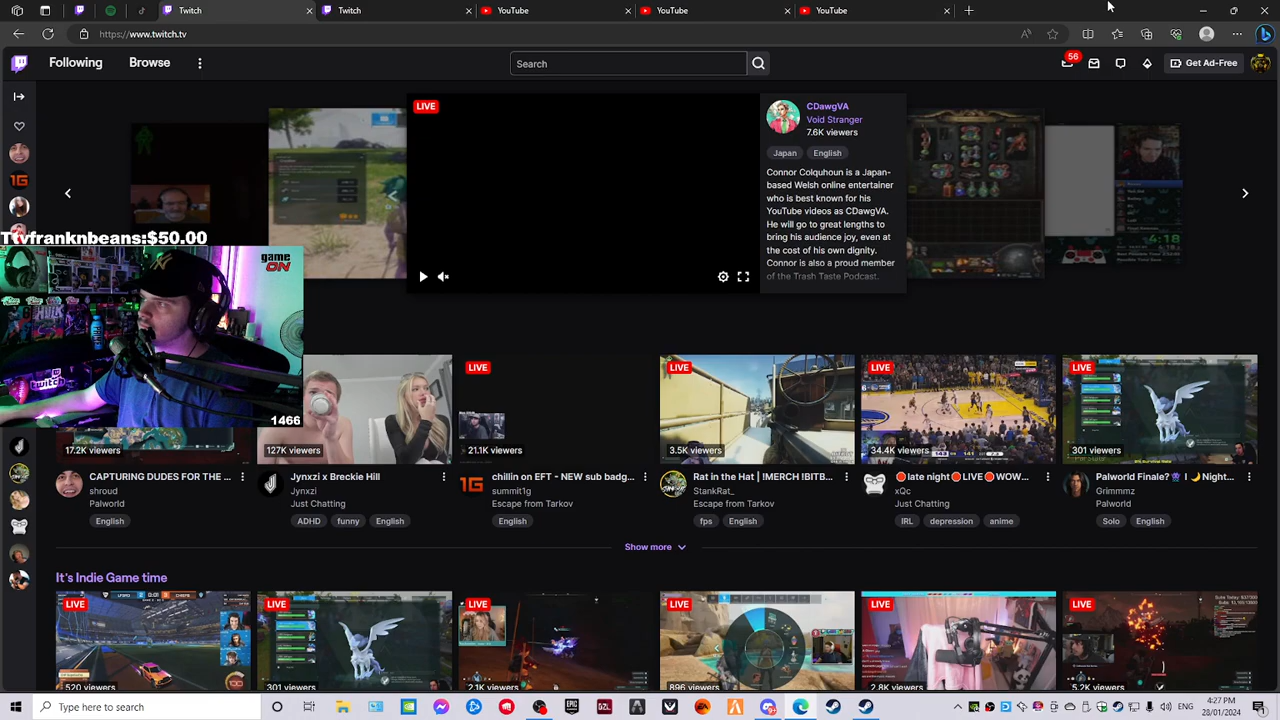 Twitch
Twitch
YouTube
YouTube
YouTube
https://www.twitch.tv
Following
Browse
Search
56
Get Ad-Free
LIVE
CDawgVA
Void Stranger
7.6K viewers
Japan
English
Connor Colquhoun is a Japan-
based Welsh online entertainer
who is best known for his
YouTube videos as CDawgVA.
He will go to great lengths to
bring his audience joy, even at
the cost of his own dignity.
Connor is also a proud member
of the Trash Taste Podcast.
4:18
1G
Ttvfranknbeans:$50.00
game
ON
twitch
1466
17.2K viewers
127K viewers
LIVE
21.1K viewers
LIVE
3.5K viewers
LIVE
34.4K viewers
LIVE
301 viewers
CAPTURING DUDES FOR THE ...
shroud
Palworld
English
Jynxzi x Breckie Hill
Jynxzi
Just Chatting
ADHD
funny
English
1G
chillin on EFT - NEW sub badg...
summit1g
Escape from Tarkov
English
Rat in the Hat | !MERCH !BITB...
StankRat_
Escape from Tarkov
fps
English
🔴late night🔴LIVE🔴WOW...
xQc
Just Chatting
IRL
depression
anime
Palworld Finale?👾 I 🌙Night...
Grimmmz
Palworld
Solo
English
Show more
It's Indie Game time
LIVE
520 viewers
LIVE
301 viewers
LIVE
2.1K viewers
LIVE
896 viewers
LIVE
2.8K viewers
LIVE
5.2K viewers
Type here to search
ENG
4:27 PM
28/01/2024